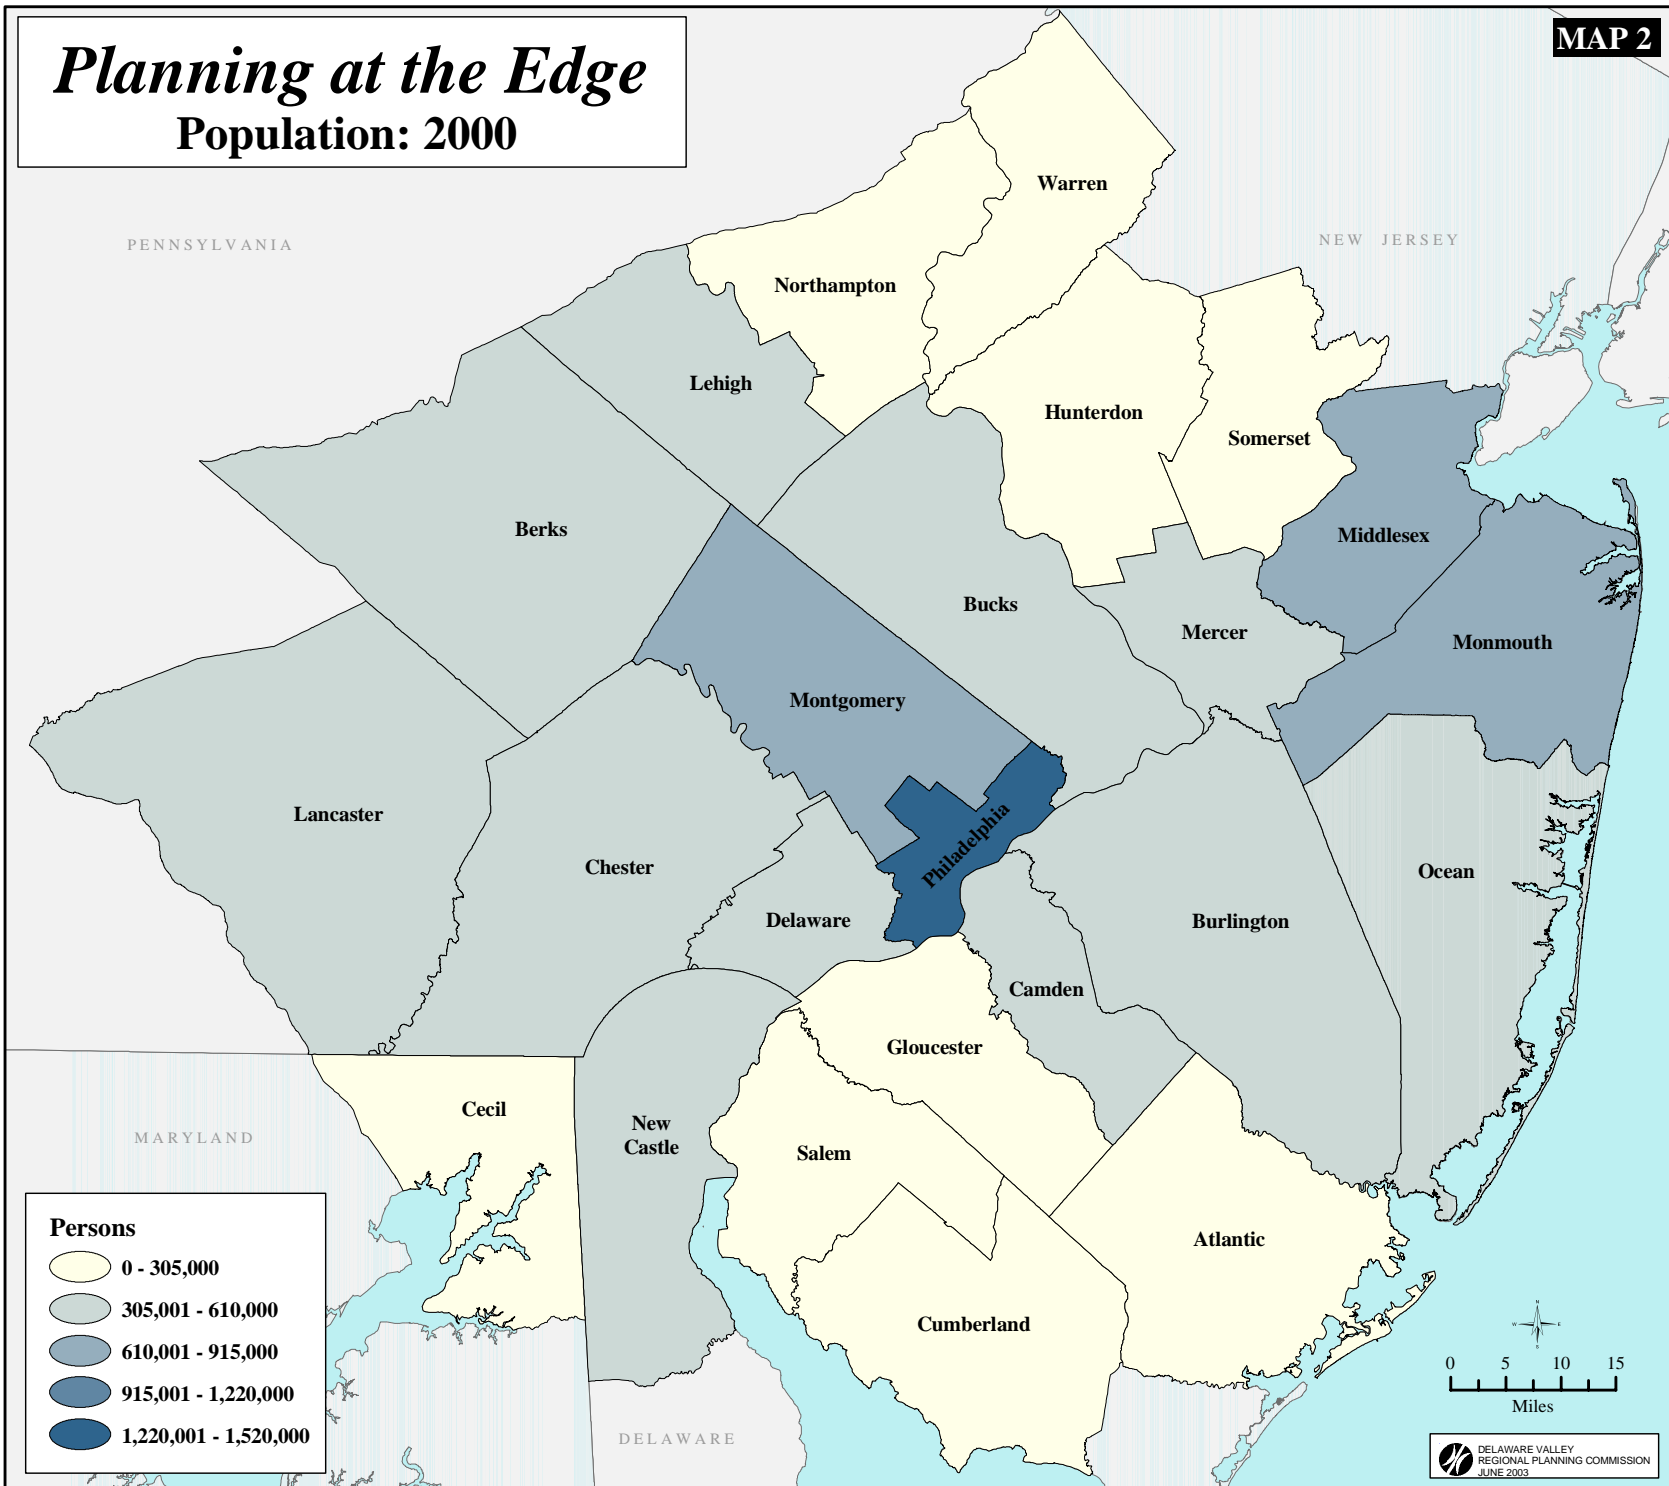 Planning at the Edge
Population: 2000
MAP 2
PENNSYLVANIA
NEW JERSEY
Warren
Northampton
Lehigh
Hunterdon
Somerset
Berks
Middlesex
Bucks
Mercer
Monmouth
Montgomery
Lancaster
Philadelphia
Chester
Ocean
Delaware
Burlington
Camden
Gloucester
Cecil
New
Castle
MARYLAND
Salem
Atlantic
Cumberland
DELAWARE
Persons
0 - 305,000
305,001 - 610,000
610,001 - 915,000
915,001 - 1,220,000
1,220,001 - 1,520,000
N
W E
S
0 5 10 15
Miles
DELAWARE VALLEY
REGIONAL PLANNING COMMISSION
JUNE 2003